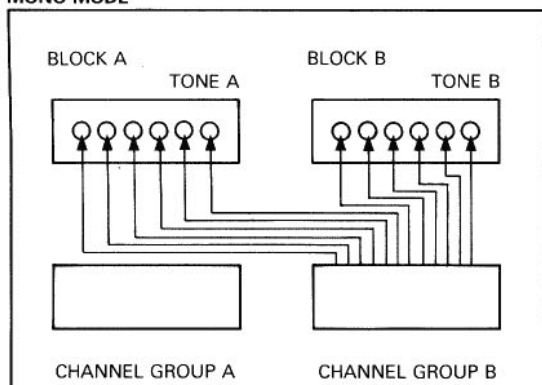 MONO MODE
BLOCK A
BLOCK B
TONE A
TONE B
CHANNEL GROUP A
CHANNEL GROUP B